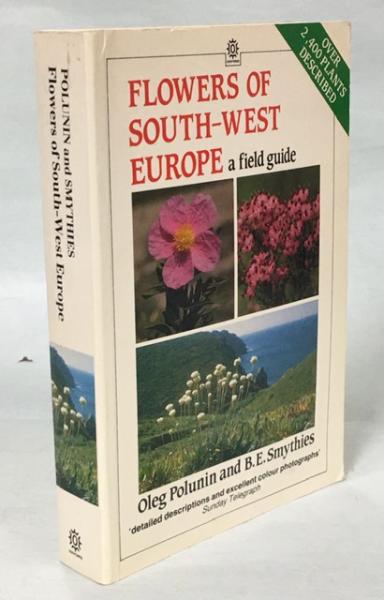 POLUNIN and SMYTHIES
Flowers of South-West Europe
OVER
2,400 PLANTS
DESCRIBED
FLOWERS OF
SOUTH-WEST
EUROPE a field guide
Oleg Polunin and B.E. Smythies
'detailed descriptions and excellent colour photographs'
Sunday Telegraph